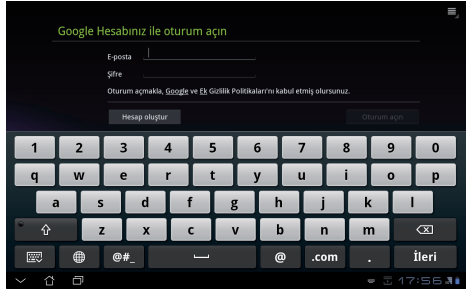 Google Hesabınız ile oturum açın
E-posta
Şifre
Oturum açmakla, Google ve Ek Gizlilik Politikaları'nı kabul etmiş olursunuz.
Hesap oluştur
Oturum açın
1 2 3 4 5 6 7 8 9 0
q w e r t y u i o p
a s d f g h j k l
z x c v b n m
@#_ @ .com . İleri
17:56